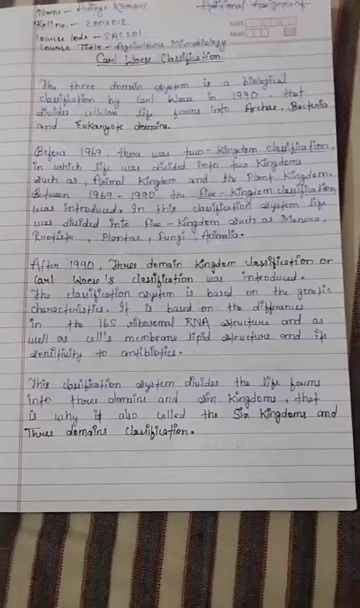 Name:- Kumari Additional Assignment
Roll no.:- 2003012
Course Code:- SAC201
Course Title:- Agriculture Microbiology
DATE
PAGE
Carl Woese Classification
The three domain system is a biological
classification by Carl Woese in 1990 that
divides cellular life forms into Archae, Bacteria
and Eukaryote domains.
Before 1969, there was two-Kingdom classification,
in which life was divided into two Kingdoms
such as, Animal Kingdom and the Plant Kingdom.
Between 1969-1990 the Five-Kingdom classification
was introduced. In this classification system life
was divided into Five-Kingdom such as Monera,
Protista, Plantae, Fungi, Animalia.
After 1990, Three domain Kingdom classification or
Carl Woese's classification was introduced.
The classification system is based on the genetic
characteristics. It is based on the differences
in the 16S ribosomal RNA structure and as
well as cell's membrane lipid structure and its
sensitivity to antibiotics.
This classification system divides the life forms
into three domains and six Kingdoms, that
is why it also called the Six Kingdoms and
Three domains classification.